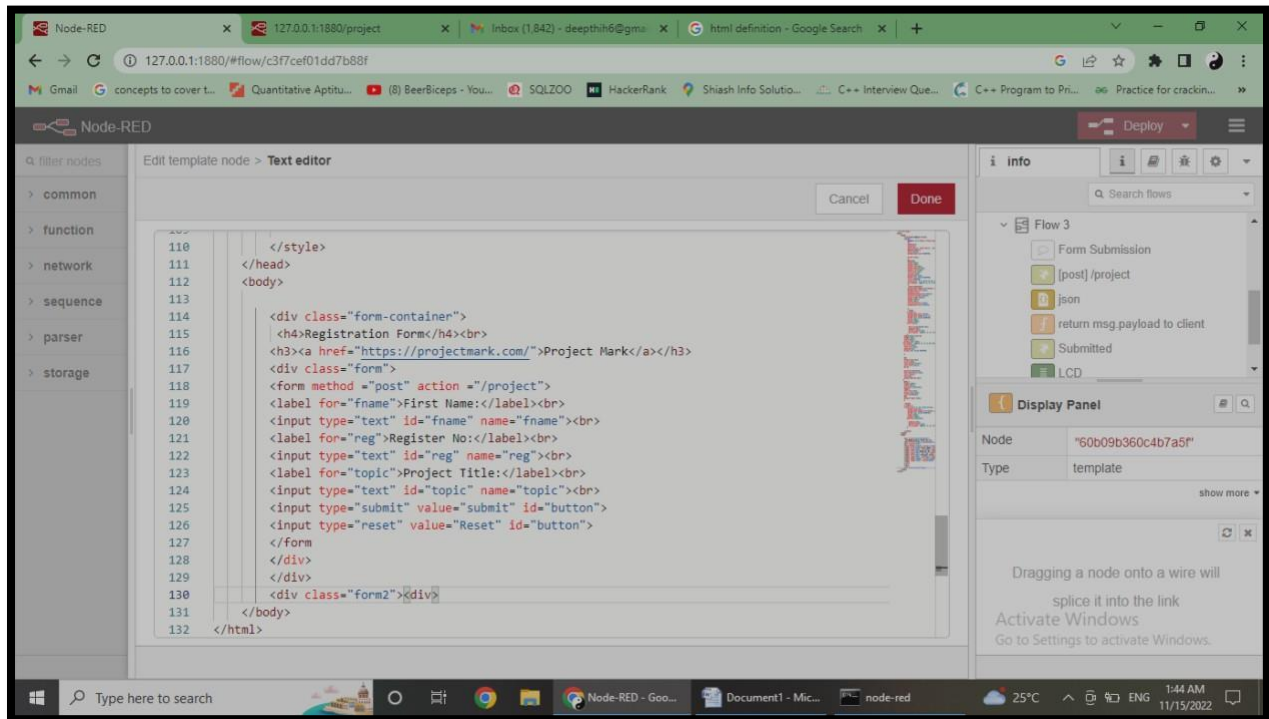 Node-RED
127.0.0.1:1880/project
Inbox (1,842) - deepthih6@gma
html definition - Google Search
127.0.0.1:1880/#flow/c3f7cef01dd7b88f
Gmail
concepts to cover t...
Quantitative Aptitu...
(8) BeerBiceps - You...
SQLZOO
HackerRank
Shiash Info Solutio...
C++ Interview Que...
C++ Program to Pri...
Practice for crackin...
»
Node-RED
Deploy
filter nodes
common
function
network
sequence
parser
storage
Edit template node > Text editor
Cancel
Done
110 </style>
111 </head>
112 <body>
113
114 <div class="form-container">
115 <h4>Registration Form</h4><br>
116 <h3><a href="https://projectmark.com/">Project Mark</a></h3>
117 <div class="form">
118 <form method ="post" action ="/project">
119 <label for="fname">First Name:</label><br>
120 <input type="text" id="fname" name="fname"><br>
121 <label for="reg">Register No:</label><br>
122 <input type="text" id="reg" name="reg"><br>
123 <label for="topic">Project Title:</label><br>
124 <input type="text" id="topic" name="topic"><br>
125 <input type="submit" value="submit" id="button">
126 <input type="reset" value="Reset" id="button">
127 </form
128 </div>
129 </div>
130 <div class="form2"><div>
131 </body>
132 </html>
i info
Search flows
Flow 3
Form Submission
[post] /project
json
return msg.payload to client
Submitted
LCD
Display Panel
Node "60b09b360c4b7a5f"
Type template
show more
Dragging a node onto a wire will
splice it into the link
Activate Windows
Go to Settings to activate Windows.
Type here to search
Node-RED - Goo...
Document1 - Mic...
node-red
25°C
ENG
1:44 AM
11/15/2022